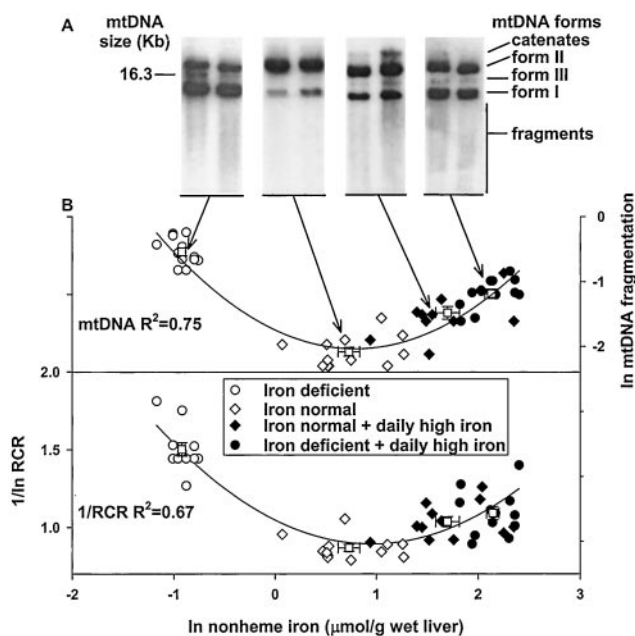 A
mtDNA
size (Kb)
16.3
mtDNA forms
catenates
form II
form III
form I
fragments
B
0
-1
-2
ln mtDNA fragmentation
mtDNA R²=0.75
2.0
1.5
1.0
1/ln RCR
Iron deficient
Iron normal
Iron normal + daily high iron
Iron deficient + daily high iron
1/RCR R²=0.67
-2 -1 0 1 2 3
ln nonheme iron (μmol/g wet liver)